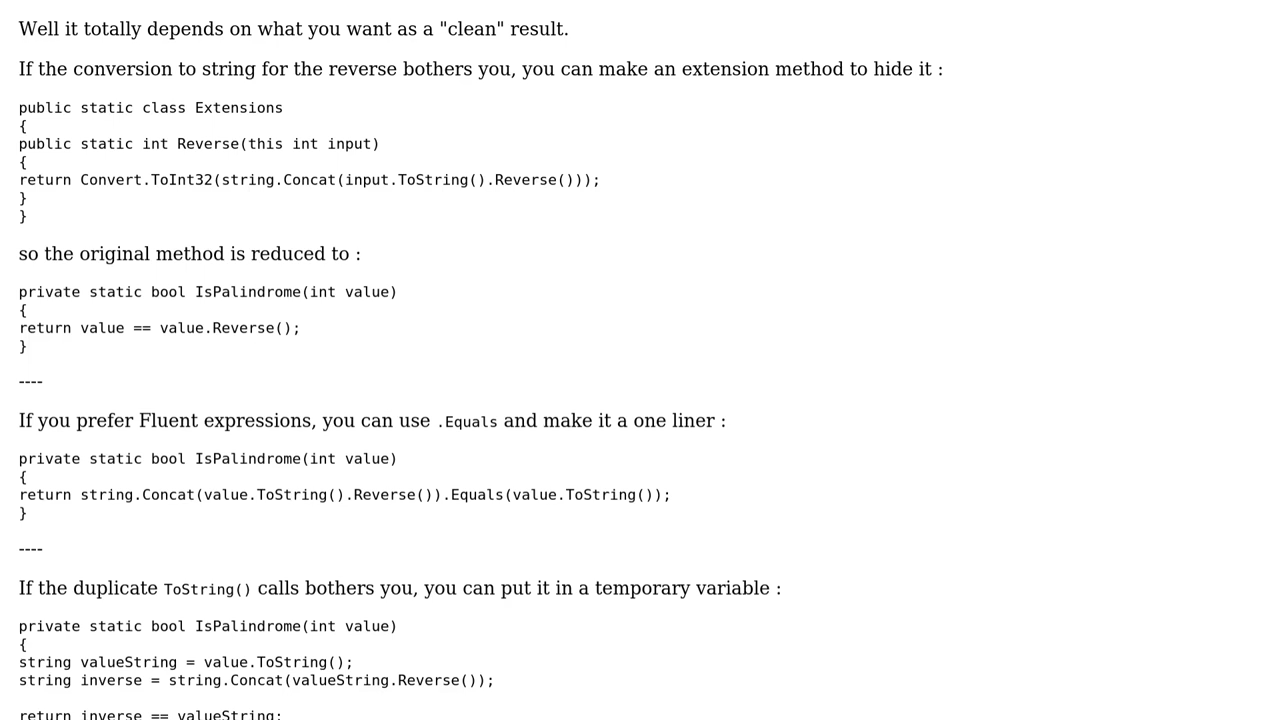 Well it totally depends on what you want as a "clean" result.
If the conversion to string for the reverse bothers you, you can make an extension method to hide it :
public static class Extensions
{
public static int Reverse(this int input)
{
return Convert.ToInt32(string.Concat(input.ToString().Reverse()));
}
}
so the original method is reduced to :
private static bool IsPalindrome(int value)
{
return value == value.Reverse();
}
----
If you prefer Fluent expressions, you can use .Equals and make it a one liner :
private static bool IsPalindrome(int value)
{
return string.Concat(value.ToString().Reverse()).Equals(value.ToString());
}
----
If the duplicate ToString() calls bothers you, you can put it in a temporary variable :
private static bool IsPalindrome(int value)
{
string valueString = value.ToString();
string inverse = string.Concat(valueString.Reverse());
return inverse == valueString;